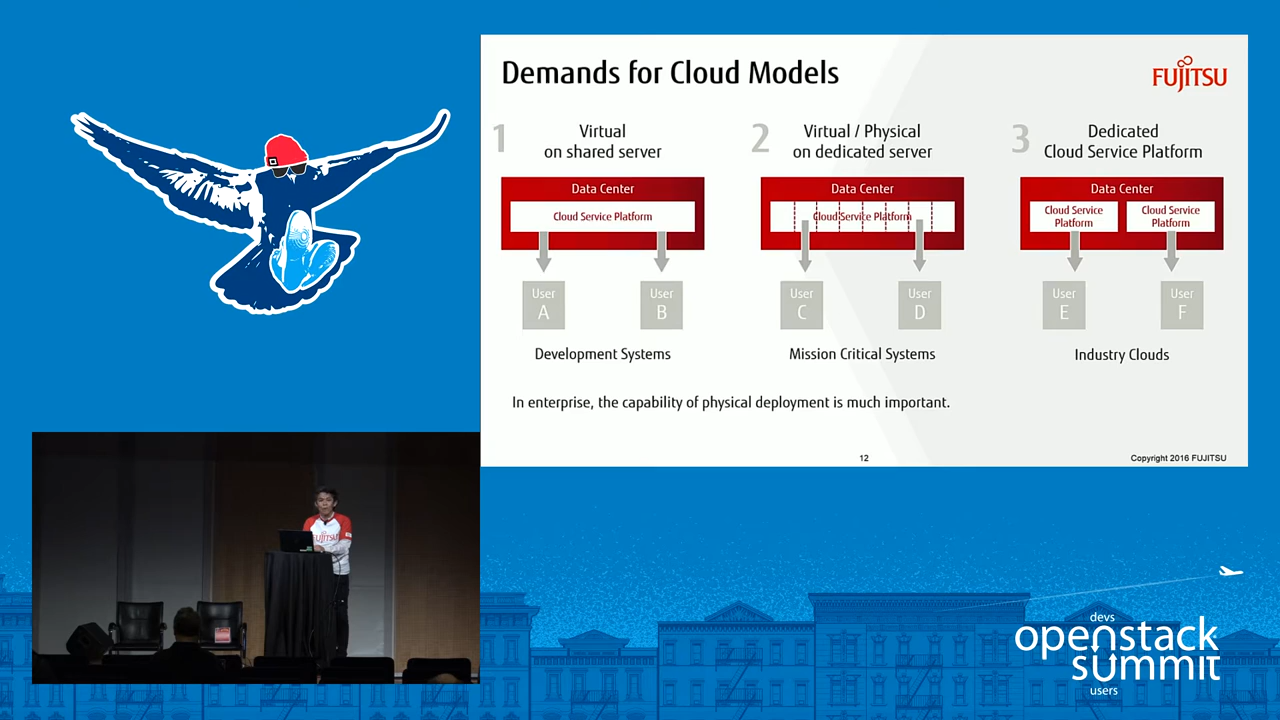 Demands for Cloud Models
FUJITSU
1
Virtual
on shared server
Data Center
Cloud Service Platform
User
A
User
B
Development Systems
2
Virtual / Physical
on dedicated server
Data Center
Cloud Service Platform
User
C
User
D
Mission Critical Systems
3
Dedicated
Cloud Service Platform
Data Center
Cloud Service
Platform
Cloud Service
Platform
User
E
User
F
Industry Clouds
In enterprise, the capability of physical deployment is much important.
12
Copyright 2016 FUJITSU
FUJITSU
devs
openstack
summit
users